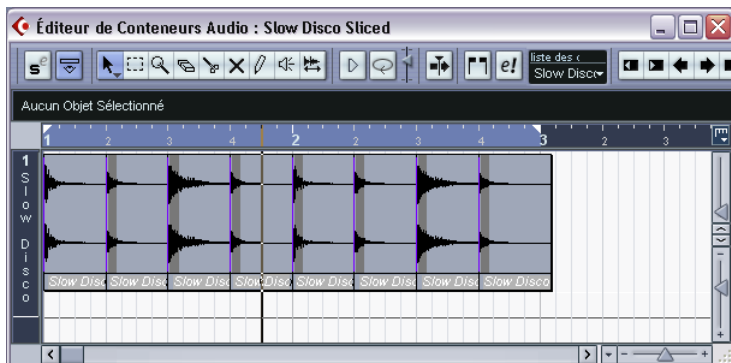 Éditeur de Conteneurs Audio : Slow Disco Sliced
liste des c
Slow Disc
Aucun Objet Sélectionné
1 2 3 4 2 2 3 4 3 2 3
1
Slow Disco
Slow Disc Slow Disc Slow Disc Slow Disc Slow Disc Slow Disc Slow Disc Slow Disco